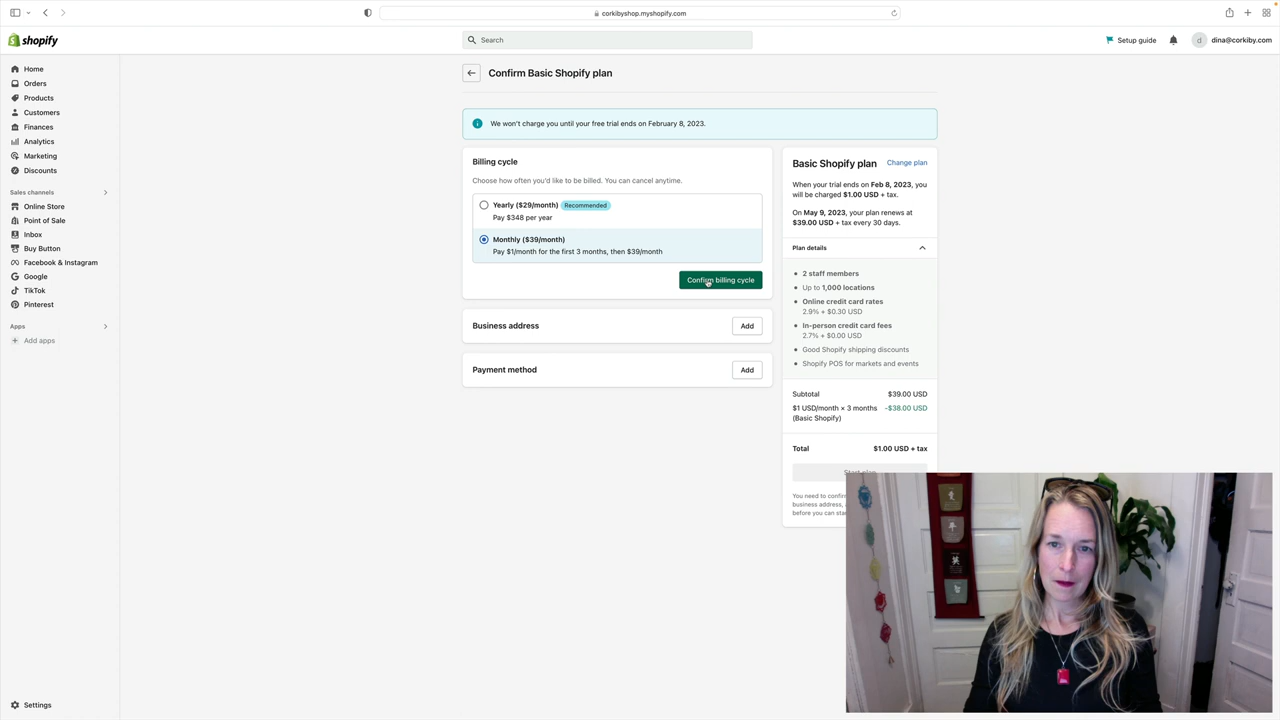 corkibyshop.myshopify.com
shopify
Search
Setup guide
d
dina@corkiby.com
Home
Orders
Products
Customers
Finances
Analytics
Marketing
Discounts
Sales channels
Online Store
Point of Sale
Inbox
Buy Button
Facebook & Instagram
Google
TikTok
Pinterest
Apps
Add apps
Settings
Confirm Basic Shopify plan
We won't charge you until your free trial ends on February 8, 2023.
Billing cycle
Choose how often you'd like to be billed. You can cancel anytime.
Yearly ($29/month) Recommended
Pay $348 per year
Monthly ($39/month)
Pay $1/month for the first 3 months, then $39/month
Confirm billing cycle
Business address
Add
Payment method
Add
Basic Shopify plan
Change plan
When your trial ends on Feb 8, 2023, you
will be charged $1.00 USD + tax.
On May 9, 2023, your plan renews at
$39.00 USD + tax every 30 days.
Plan details
2 staff members
Up to 1,000 locations
Online credit card rates
2.9% + $0.30 USD
In-person credit card fees
2.7% + $0.00 USD
Good Shopify shipping discounts
Shopify POS for markets and events
Subtotal $39.00 USD
$1 USD/month × 3 months -$38.00 USD
(Basic Shopify)
Total $1.00 USD + tax
You need to
business address,
before you can